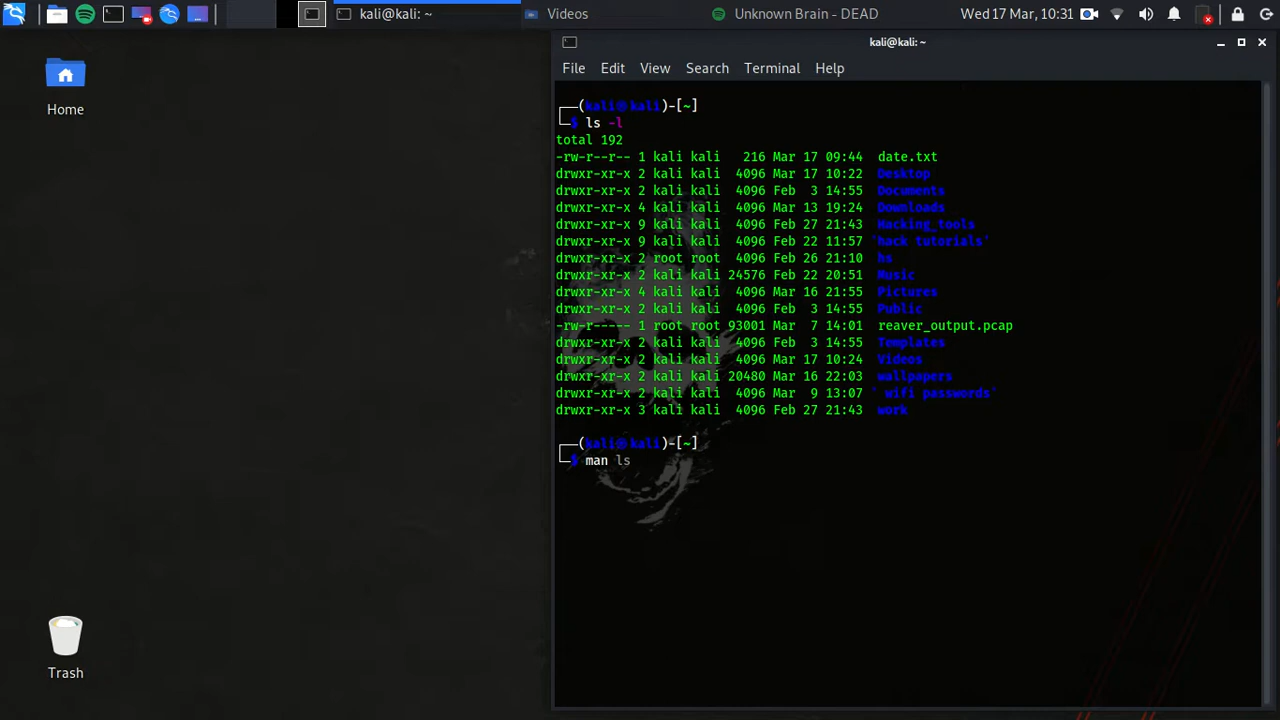 kali@kali: ~
Videos
Unknown Brain - DEAD
Wed 17 Mar, 10:31
kali@kali: ~
File Edit View Search Terminal Help
Home
┌──(kali㉿kali)-[~]
└─$ ls -l
total 192
-rw-r--r-- 1 kali kali   216 Mar 17 09:44 date.txt
drwxr-xr-x 2 kali kali  4096 Mar 17 10:22 Desktop
drwxr-xr-x 2 kali kali  4096 Feb  3 14:55 Documents
drwxr-xr-x 4 kali kali  4096 Mar 13 19:24 Downloads
drwxr-xr-x 9 kali kali  4096 Feb 27 21:43 Hacking_tools
drwxr-xr-x 9 kali kali  4096 Feb 22 11:57 'hack tutorials'
drwxr-xr-x 2 root root  4096 Feb 26 21:10 hs
drwxr-xr-x 2 kali kali 24576 Feb 22 20:51 Music
drwxr-xr-x 4 kali kali  4096 Mar 16 21:55 Pictures
drwxr-xr-x 2 kali kali  4096 Feb  3 14:55 Public
-rw-r----- 1 root root 93001 Mar  7 14:01 reaver_output.pcap
drwxr-xr-x 2 kali kali  4096 Feb  3 14:55 Templates
drwxr-xr-x 2 kali kali  4096 Mar 17 10:24 Videos
drwxr-xr-x 2 kali kali 20480 Mar 16 22:03 wallpapers
drwxr-xr-x 2 kali kali  4096 Mar  9 13:07 ' wifi passwords'
drwxr-xr-x 3 kali kali  4096 Feb 27 21:43 work
┌──(kali㉿kali)-[~]
└─$ man ls
Trash